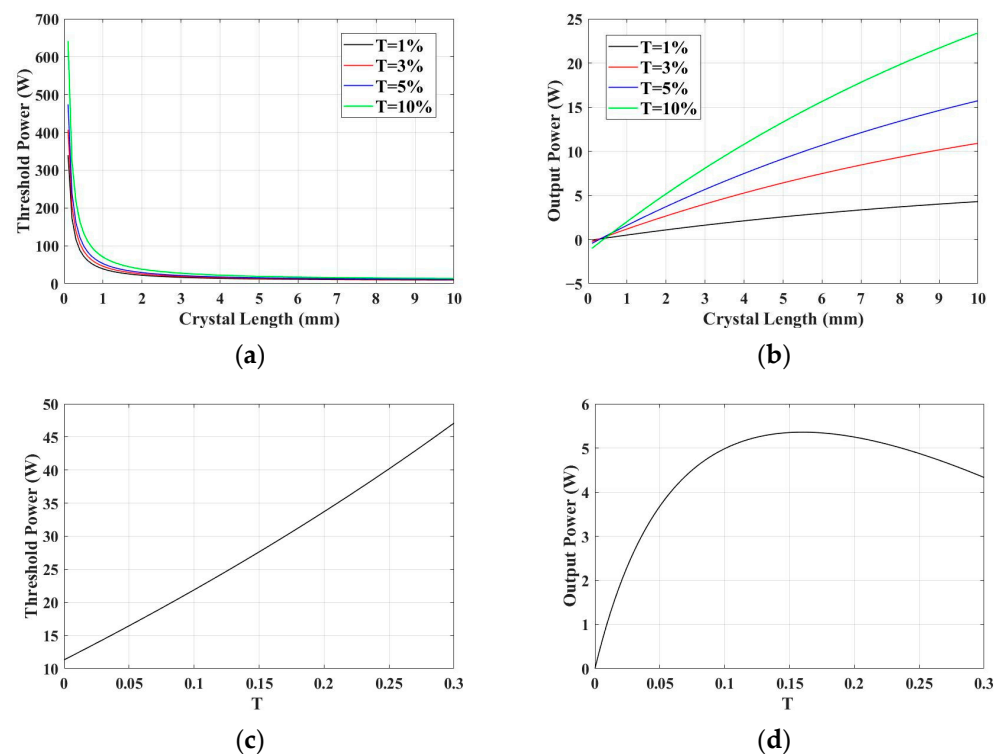 Threshold Power (W)
700
600
500
400
300
200
100
0
0 1 2 3 4 5 6 7 8 9 10
Crystal Length (mm)
T=1%
T=3%
T=5%
T=10%
(a)
Output Power (W)
25
20
15
10
5
0
−5
0 1 2 3 4 5 6 7 8 9 10
Crystal Length (mm)
T=1%
T=3%
T=5%
T=10%
(b)
Threshold Power (W)
50
45
40
35
30
25
20
15
10
0 0.05 0.1 0.15 0.2 0.25 0.3
T
(c)
Output Power (W)
6
5
4
3
2
1
0
0 0.05 0.1 0.15 0.2 0.25 0.3
T
(d)